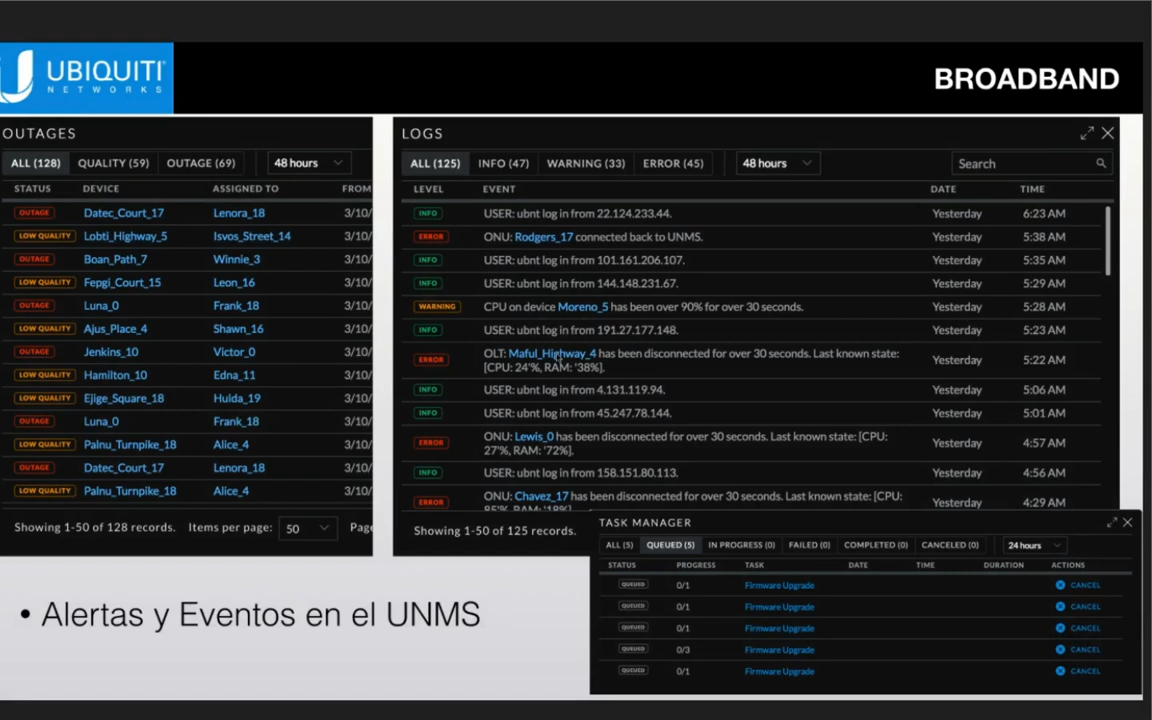 UBIQUITI
NETWORKS
BROADBAND
OUTAGES
ALL (128) QUALITY (59) OUTAGE (69) 48 hours
STATUS DEVICE ASSIGNED TO FROM
OUTAGE Datec_Court_17 Lenora_18 3/10/
LOW QUALITY Lobti_Highway_5 Isvos_Street_14 3/10/
OUTAGE Boan_Path_7 Winnie_3 3/10/
LOW QUALITY Fepgi_Court_15 Leon_16 3/10/
OUTAGE Luna_0 Frank_18 3/10/
LOW QUALITY Ajus_Place_4 Shawn_16 3/10/
OUTAGE Jenkins_10 Victor_0 3/10/
LOW QUALITY Hamilton_10 Edna_11 3/10/
LOW QUALITY Ejige_Square_18 Hulda_19 3/10/
OUTAGE Luna_0 Frank_18 3/10/
LOW QUALITY Palnu_Turnpike_18 Alice_4 3/10/
OUTAGE Datec_Court_17 Lenora_18 3/10/
LOW QUALITY Palnu_Turnpike_18 Alice_4 3/10/
Showing 1-50 of 128 records. Items per page: 50 Page
LOGS
ALL (125) INFO (47) WARNING (33) ERROR (45) 48 hours Search
LEVEL EVENT DATE TIME
INFO USER: ubnt log in from 22.124.233.44. Yesterday 6:23 AM
ERROR ONU: Rodgers_17 connected back to UNMS. Yesterday 5:38 AM
INFO USER: ubnt log in from 101.161.206.107. Yesterday 5:35 AM
INFO USER: ubnt log in from 144.148.231.67. Yesterday 5:29 AM
WARNING CPU on device Moreno_5 has been over 90% for over 30 seconds. Yesterday 5:28 AM
INFO USER: ubnt log in from 191.27.177.148. Yesterday 5:23 AM
ERROR OLT: Maful_Highway_4 has been disconnected for over 30 seconds. Last known state: Yesterday 5:22 AM
[CPU: 24'%, RAM: '38%].
INFO USER: ubnt log in from 4.131.119.94. Yesterday 5:06 AM
INFO USER: ubnt log in from 45.247.78.144. Yesterday 5:01 AM
ERROR ONU: Lewis_0 has been disconnected for over 30 seconds. Last known state: [CPU: Yesterday 4:57 AM
27'%, RAM: '72%].
INFO USER: ubnt log in from 158.151.80.113. Yesterday 4:56 AM
ERROR ONU: Chavez_17 has been disconnected for over 30 seconds. Last known state: [CPU: Yesterday 4:29 AM
Showing 1-50 of 125 records.
TASK MANAGER
ALL (5) QUEUED (5) IN PROGRESS (0) FAILED (0) COMPLETED (0) CANCELED (0) 24 hours
STATUS PROGRESS TASK DATE TIME DURATION ACTIONS
QUEUED 0/1 Firmware Upgrade CANCEL
QUEUED 0/1 Firmware Upgrade CANCEL
QUEUED 0/1 Firmware Upgrade CANCEL
QUEUED 0/3 Firmware Upgrade CANCEL
QUEUED 0/1 Firmware Upgrade CANCEL
• Alertas y Eventos en el UNMS